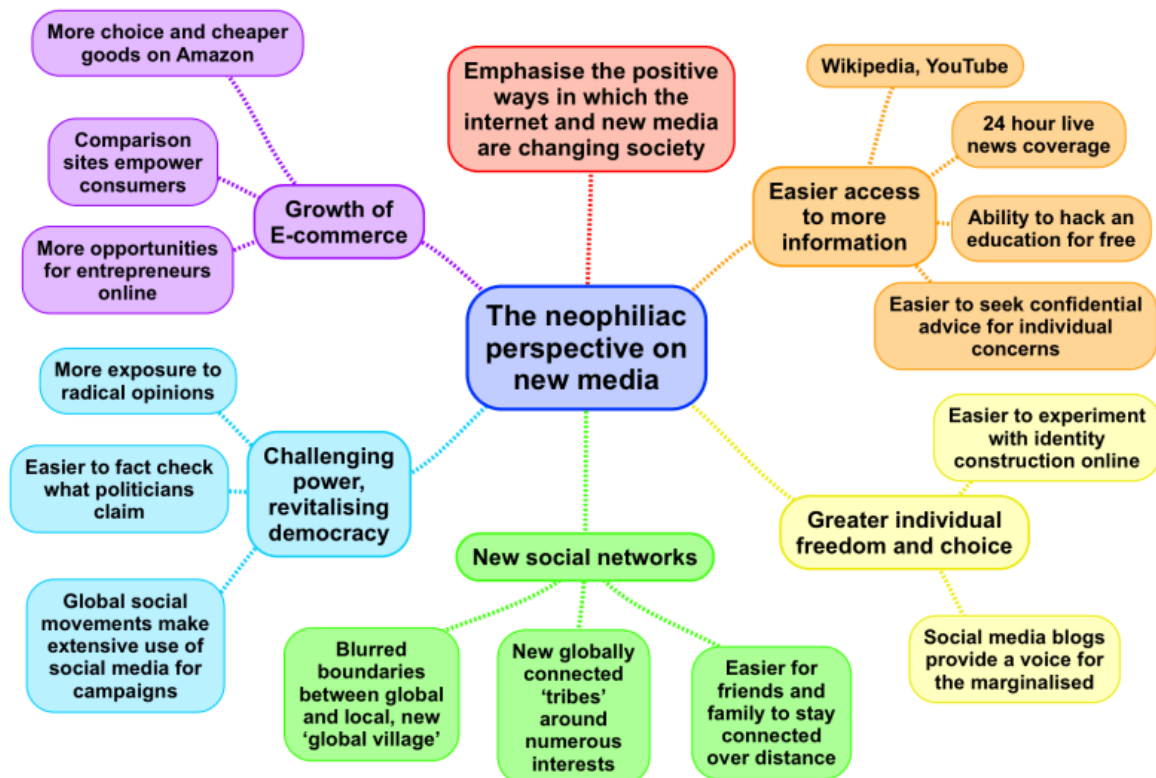 The neophiliac
perspective on
new media
Emphasise the positive
ways in which the
internet and new media
are changing society
Easier access
to more
information
Wikipedia, YouTube
24 hour live
news coverage
Ability to hack an
education for free
Easier to seek confidential
advice for individual
concerns
Greater individual
freedom and choice
Easier to experiment
with identity
construction online
Social media blogs
provide a voice for
the marginalised
New social networks
Blurred
boundaries
between global
and local, new
‘global village’
New globally
connected
‘tribes’
around
numerous
interests
Easier for
friends and
family to stay
connected
over distance
Challenging
power,
revitalising
democracy
More exposure to
radical opinions
Easier to fact check
what politicians
claim
Global social
movements make
extensive use of
social media for
campaigns
Growth of
E-commerce
More choice and cheaper
goods on Amazon
Comparison
sites empower
consumers
More opportunities
for entrepreneurs
online